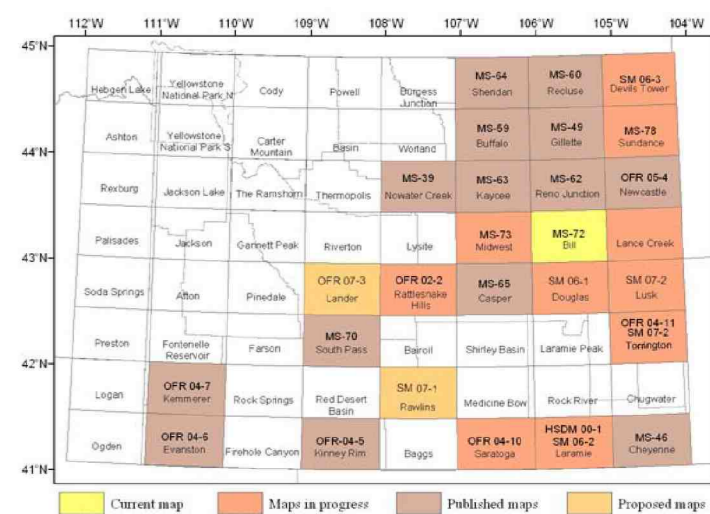 112°W 111°W 110°W 109°W 108°W 107°W 106°W 105°W 104°W
45°N
44°N
43°N
42°N
41°N
Hebgen Lake
Yellowstone
National Park N
Cody
Powell
Burgess
Junction
MS-64
Sheridan
MS-60
Recluse
SM 06-3
Devils Tower
Ashton
Yellowstone
National Park S
Carter
Mountain
Basin
Worland
MS-59
Buffalo
MS-49
Gillette
MS-78
Sundance
Rexburg
Jackson Lake
The Ramshorn
Thermopolis
MS-39
Nowater Creek
MS-63
Kaycee
MS-62
Reno Junction
OFR 05-4
Newcastle
Palisades
Jackson
Gannett Peak
Riverton
Lysite
MS-73
Midwest
MS-72
Bill
Lance Creek
Soda Springs
Afton
Pinedale
OFR 07-3
Lander
OFR 02-2
Rattlesnake
Hills
MS-65
Casper
SM 06-1
Douglas
SM 07-2
Lusk
Preston
Fontenelle
Reservoir
Farson
MS-70
South Pass
Bairoil
Shirley Basin
Laramie Peak
OFR 04-11
SM 07-2
Torrington
Logan
OFR 04-7
Kemmerer
Rock Springs
Red Desert
Basin
SM 07-1
Rawlins
Medicine Bow
Rock River
Chugwater
Ogden
OFR 04-6
Evanston
Firehole Canyon
OFR-04-5
Kinney Rim
Baggs
OFR 04-10
Saratoga
HSDM 00-1
SM 06-2
Laramie
MS-46
Cheyenne
112°W 111°W 110°W 109°W 108°W 107°W 106°W 105°W 104°W
Current map
Maps in progress
Published maps
Proposed maps